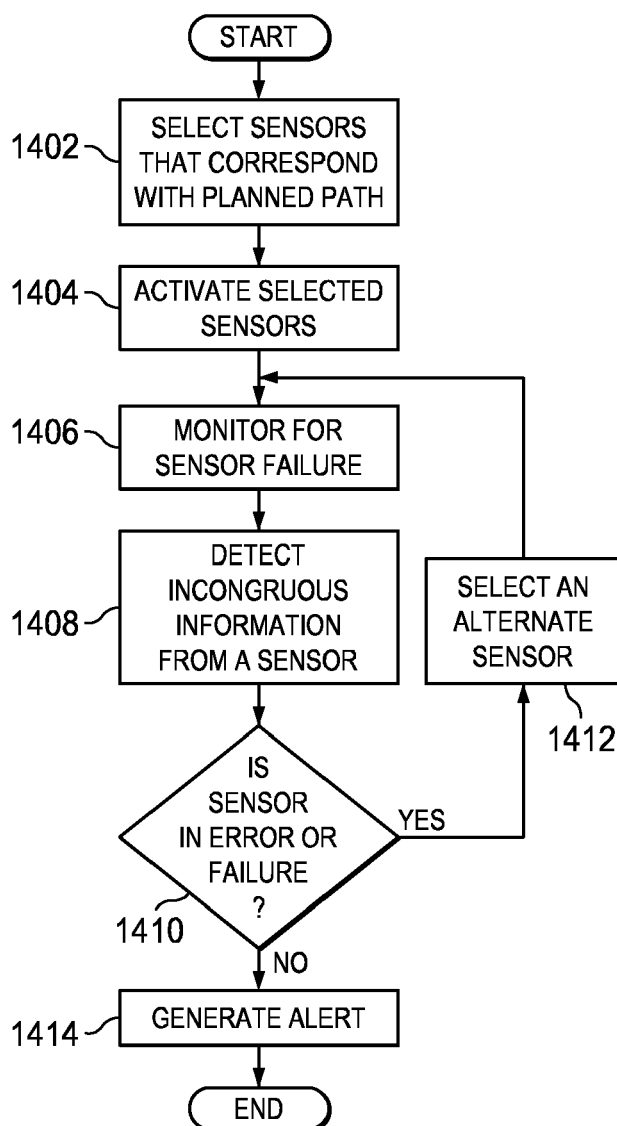 START
1402
SELECT SENSORS
THAT CORRESPOND
WITH PLANNED PATH
1404
ACTIVATE SELECTED
SENSORS
1406
MONITOR FOR
SENSOR FAILURE
1408
DETECT
INCONGRUOUS
INFORMATION
FROM A SENSOR
SELECT AN
ALTERNATE
SENSOR
1412
IS
SENSOR
IN ERROR OR
FAILURE
?
YES
1410
NO
1414
GENERATE ALERT
END